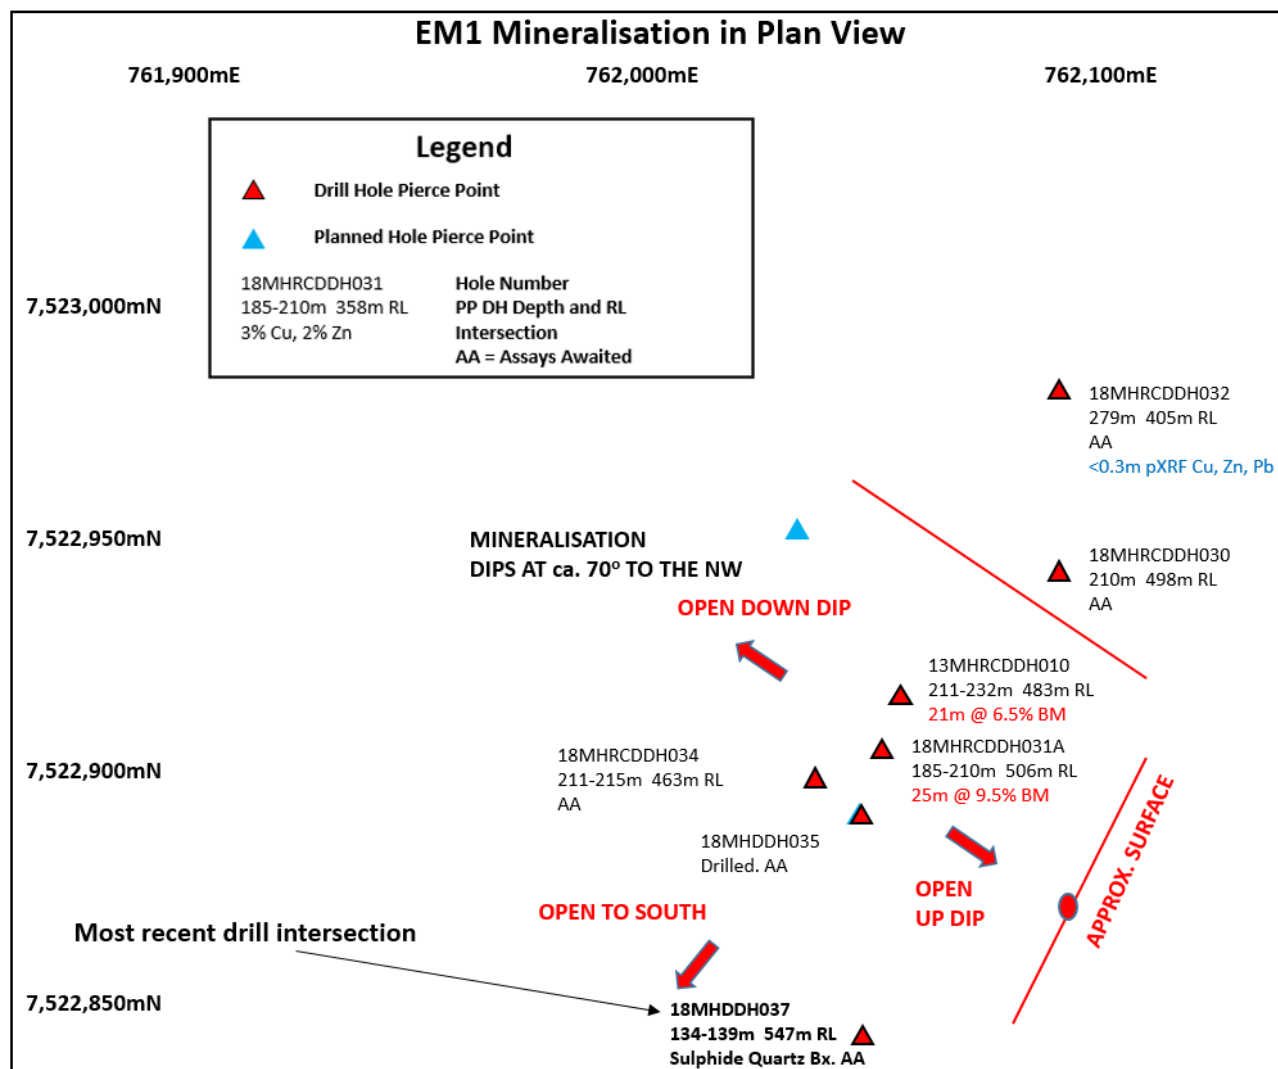 EM1 Mineralisation in Plan View
761,900mE 762,000mE 762,100mE
Legend
Drill Hole Pierce Point
Planned Hole Pierce Point
18MHRCDDH031 Hole Number
185-210m 358m RL PP DH Depth and RL
3% Cu, 2% Zn Intersection
AA = Assays Awaited
7,523,000mN
18MHRCDDH032
279m 405m RL
AA
<0.3m pXRF Cu, Zn, Pb
7,522,950mN
MINERALISATION
DIPS AT ca. 70° TO THE NW
18MHRCDDH030
210m 498m RL
AA
OPEN DOWN DIP
13MHRCDDH010
211-232m 483m RL
21m @ 6.5% BM
18MHRCDDH031A
185-210m 506m RL
25m @ 9.5% BM
18MHRCDDH034
211-215m 463m RL
AA
7,522,900mN
18MHDDH035
Drilled. AA
OPEN
UP DIP
APPROX. SURFACE
OPEN TO SOUTH
Most recent drill intersection
7,522,850mN
18MHDDH037
134-139m 547m RL
Sulphide Quartz Bx. AA